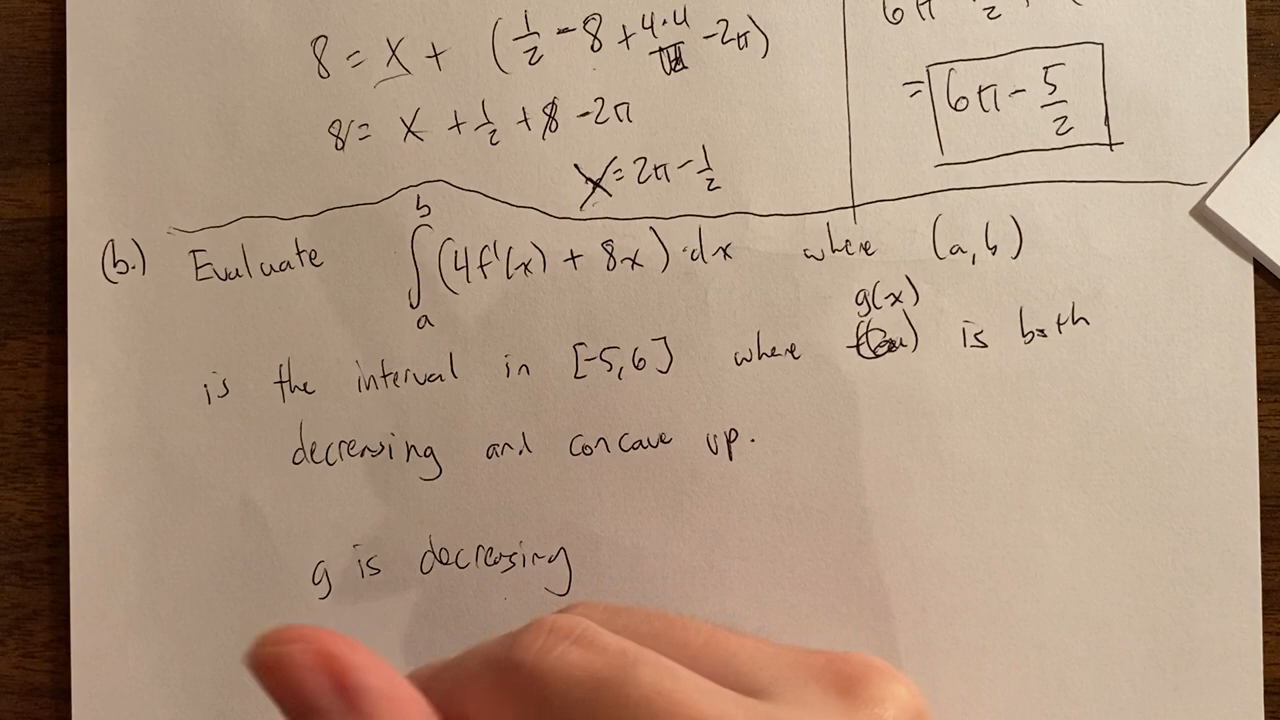 8 = x + (1/2 - 8 + 4·4 - 2π)
8 = x + 1/2 + 8 - 2π
x = 2π - 1/2
6π
= 6π - 5/2
(b.) Evaluate ∫_a^b (4f'(x) + 8x)·dx where (a,b)
is the interval in [-5,6] where g(x) is both
decreasing and concave up.
g is decreasing